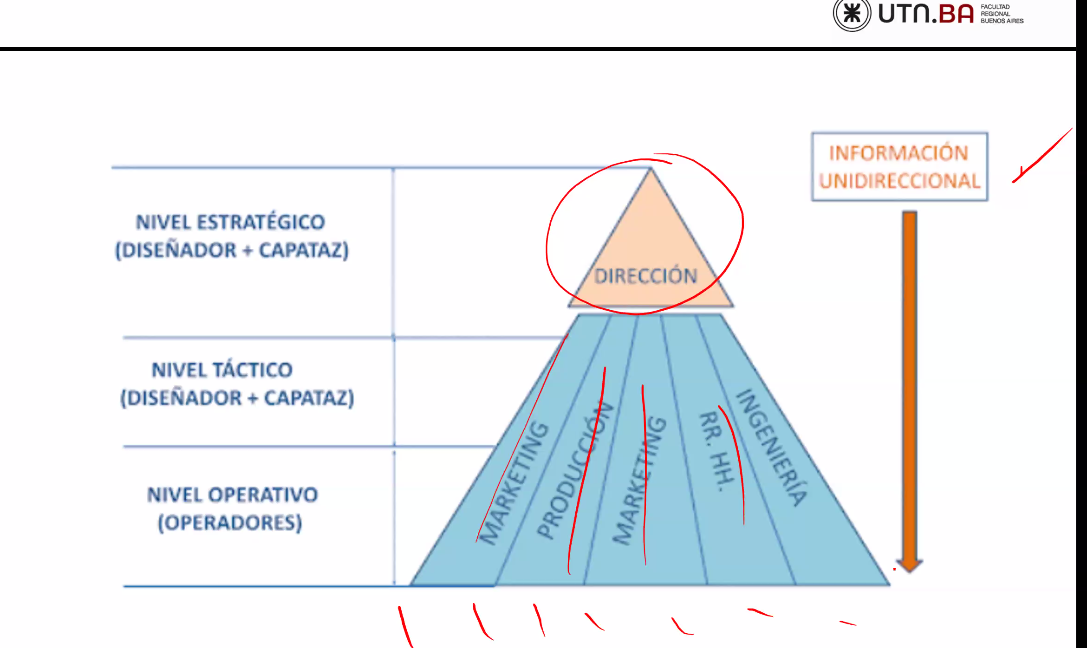 UTN.BA
FACULTAD
REGIONAL
BUENOS AIRES
INFORMACIÓN
UNIDIRECCIONAL
NIVEL ESTRATÉGICO
(DISEÑADOR + CAPATAZ)
DIRECCIÓN
NIVEL TÁCTICO
(DISEÑADOR + CAPATAZ)
NIVEL OPERATIVO
(OPERADORES)
MARKETING
PRODUCCIÓN
MARKETING
RR. HH.
INGENIERÍA